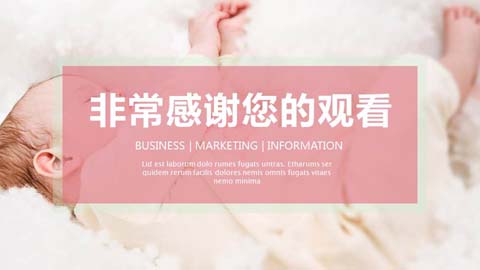 非常感谢您的观看
BUSINESS | MARKETING | INFORMATION
Lid est laborum dolo rumes fugats untras. Etharums ser
quidem rerum facilis dolores nemis omnis fugats vitaes
nemo minima